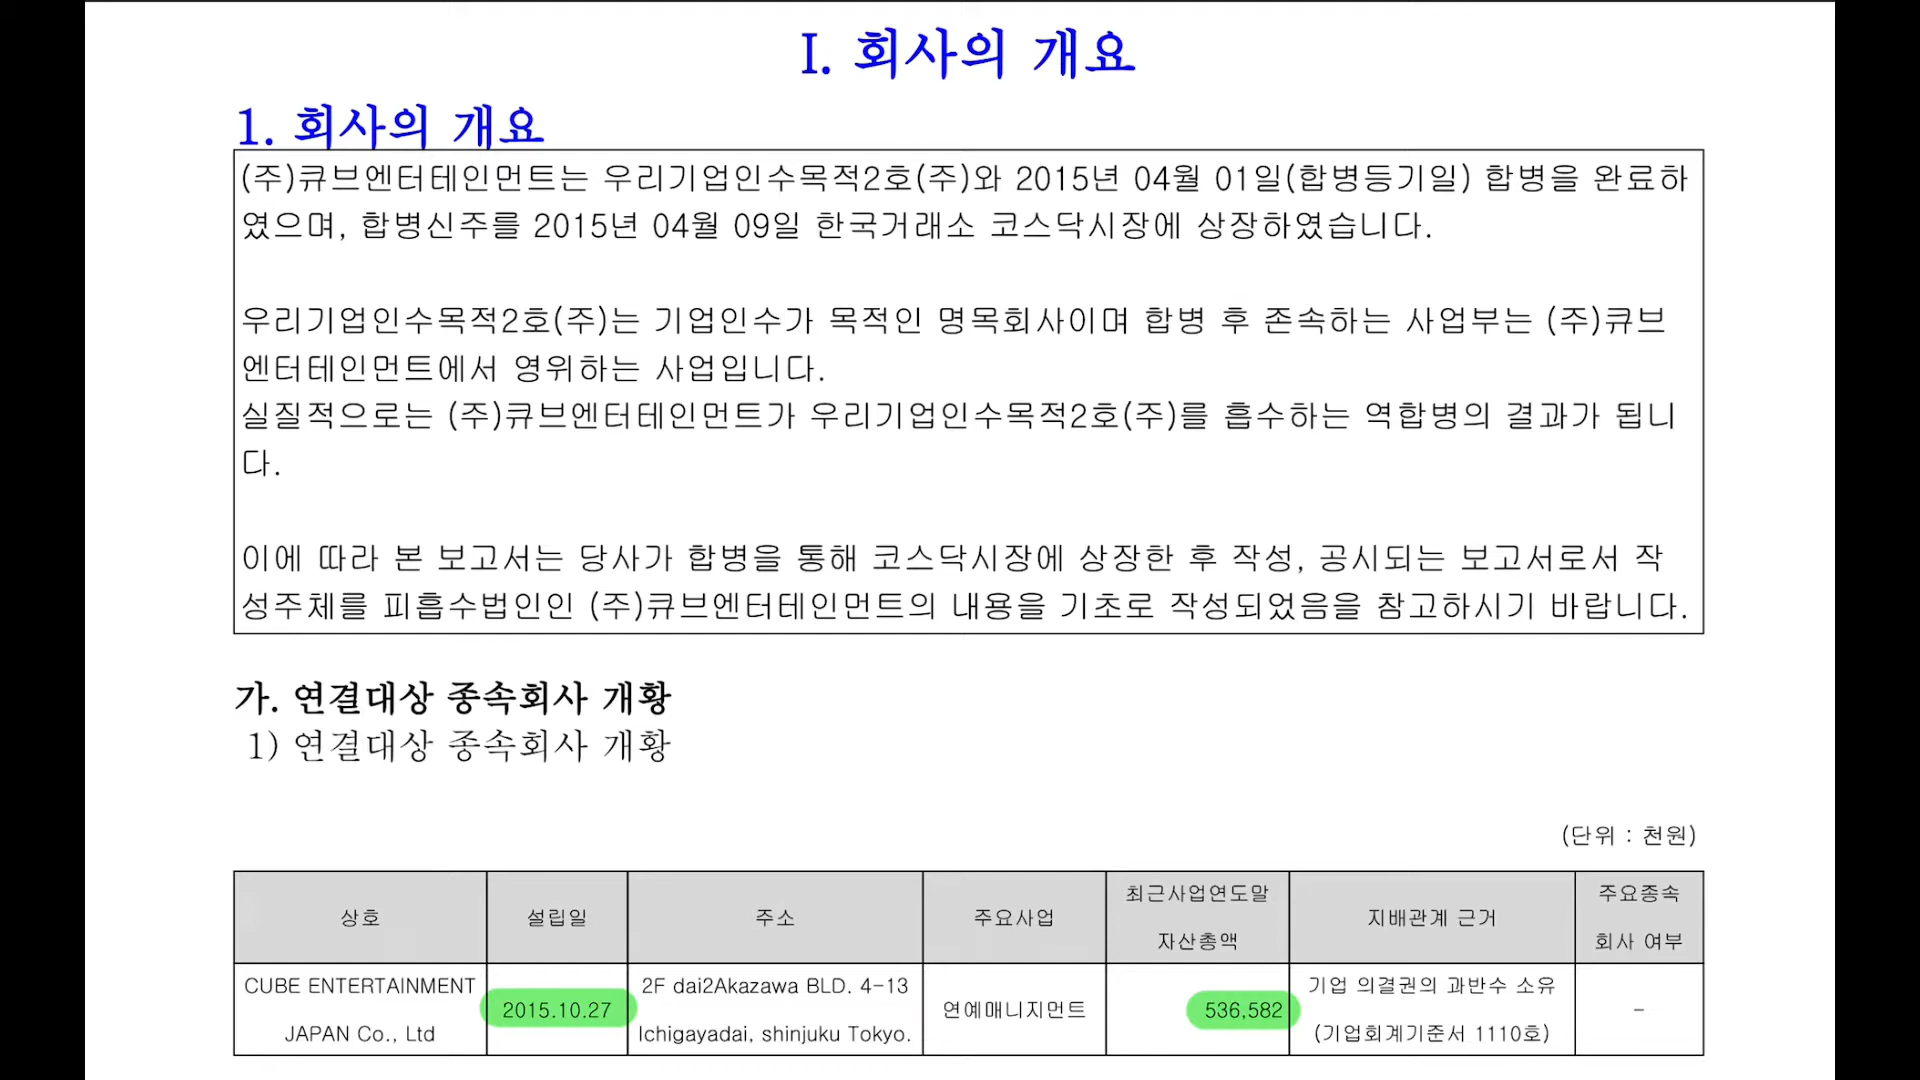 I. 회사의 개요
1. 회사의 개요
(주)큐브엔터테인먼트는 우리기업인수목적2호(주)와 2015년 04월 01일(합병등기일) 합병을 완료하
였으며, 합병신주를 2015년 04월 09일 한국거래소 코스닥시장에 상장하였습니다.
우리기업인수목적2호(주)는 기업인수가 목적인 명목회사이며 합병 후 존속하는 사업부는 (주)큐브
엔터테인먼트에서 영위하는 사업입니다.
실질적으로는 (주)큐브엔터테인먼트가 우리기업인수목적2호(주)를 흡수하는 역합병의 결과가 됩니
다.
이에 따라 본 보고서는 당사가 합병을 통해 코스닥시장에 상장한 후 작성, 공시되는 보고서로서 작
성주체를 피흡수법인인 (주)큐브엔터테인먼트의 내용을 기초로 작성되었음을 참고하시기 바랍니다.
가. 연결대상 종속회사 개황
1) 연결대상 종속회사 개황
(단위 : 천원)
상호 설립일 주소 주요사업 최근사업연도말 자산총액 지배관계 근거 주요종속 회사 여부
CUBE ENTERTAINMENT JAPAN Co., Ltd 2015.10.27 2F dai2Akazawa BLD. 4-13 Ichigayadai, shinjuku Tokyo. 연예매니지먼트 536,582 기업 의결권의 과반수 소유 (기업회계기준서 1110호) -